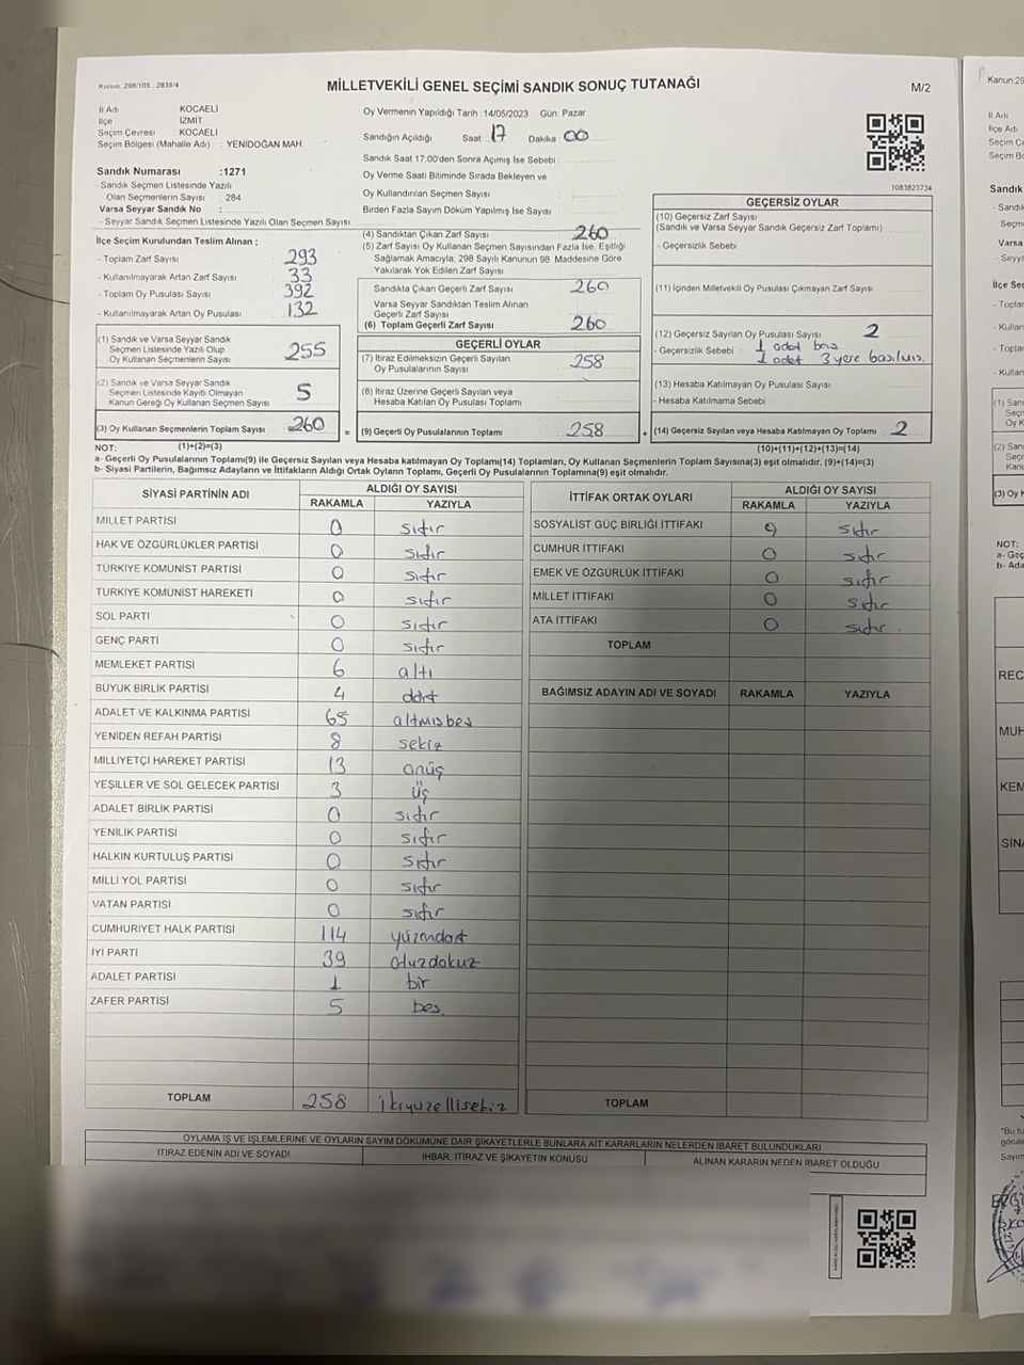 Kanun: 298/105 , 2839/4
MİLLETVEKİLİ GENEL SEÇİMİ SANDIK SONUÇ TUTANAĞI
M/2
İl Adı KOCAELİ
İlçe İZMİT
Seçim Çevresi KOCAELİ
Seçim Bölgesi (Mahalle Adı) : YENİDOĞAN MAH.
Oy Vermenin Yapıldığı Tarih :14/05/2023 Gün: Pazar
Sandığın Açıldığı Saat 17 Dakika 00
Sandık Saat 17:00'den Sonra Açımış İse Sebebi
Oy Verme Saati Bitiminde Sırada Bekleyen ve
Oy Kullandırılan Seçmen Sayısı
Birden Fazla Sayım Döküm Yapılmış İse Sayısı
1083823734
Sandık Numarası :1271
- Sandık Seçmen Listesinde Yazılı
Olan Seçmenlerin Sayısı : 284
Varsa Seyyar Sandık No :
- Seyyar Sandık Seçmen Listesinde Yazılı Olan Seçmen Sayısı
İlçe Seçim Kurulundan Teslim Alınan ;
- Toplam Zarf Sayısı 293
- Kullanılmayarak Artan Zarf Sayısı 33
- Toplam Oy Pusulası Sayısı 392
- Kullanılmayarak Artan Oy Pusulası 132
(1) Sandık ve Varsa Seyyar Sandık
Seçmen Listesinde Yazılı Olup
Oy Kullanan Seçmenlerin Sayısı 255
(2) Sandık ve Varsa Seyyar Sandık
Seçmen Listesinde Kayıtlı Olmayan
Kanun Gereği Oy Kullanan Seçmen Sayısı 5
(3) Oy Kullanan Seçmenlerin Toplam Sayısı 260
(4) Sandıktan Çıkan Zarf Sayısı 260
(5) Zarf Sayısı Oy Kullanan Seçmen Sayısından Fazla İse, Eşitliği
Sağlamak Amacıyla; 298 Sayılı Kanunun 98. Maddesine Göre
Yakılarak Yok Edilen Zarf Sayısı
Sandıkta Çıkan Geçerli Zarf Sayısı 260
Varsa Seyyar Sandıktan Teslim Alınan
Geçerli Zarf Sayısı
(6) Toplam Geçerli Zarf Sayısı 260
GEÇERLİ OYLAR
(7) İtiraz Edilmeksizin Geçerli Sayılan
Oy Pusulalarının Sayısı 258
(8) İtiraz Üzerine Geçerli Sayılan veya
Hesaba Katılan Oy Pusulası Toplamı
= (9) Geçerli Oy Pusulalarının Toplamı 258
GEÇERSİZ OYLAR
(10) Geçersiz Zarf Sayısı
(Sandık ve Varsa Seyyar Sandık Geçersiz Zarf Toplamı)
- Geçersizlik Sebebi
(11) İçinden Milletvekili Oy Pusulası Çıkmayan Zarf Sayısı
(12) Geçersiz Sayılan Oy Pusulası Sayısı 2
- Geçersizlik Sebebi 1 adet boş
1 adet 3 yere basılmış.
(13) Hesaba Katılmayan Oy Pusulası Sayısı
- Hesaba Katılmama Sebebi
+ (14) Geçersiz Sayılan veya Hesaba Katılmayan Oy Toplamı 2
NOT: (1)+(2)=(3)
(10)+(11)+(12)+(13)=(14)
a- Geçerli Oy Pusulalarının Toplamı(9) ile Geçersiz Sayılan veya Hesaba katılmayan Oy Toplamı(14) Toplamları, Oy Kullanan Seçmenlerin Toplam Sayısına(3) eşit olmalıdır. (9)+(14)=(3)
b- Siyasi Partilerin, Bağımsız Adayların ve İttifakların Aldığı Ortak Oyların Toplamı, Geçerli Oy Pusulalarının Toplamına(9) eşit olmalıdır.
SİYASİ PARTİNİN ADI ALDIĞI OY SAYISI
RAKAMLA YAZIYLA
MİLLET PARTİSİ 0 sıfır
HAK VE ÖZGÜRLÜKLER PARTİSİ 0 sıfır
TÜRKİYE KOMÜNİST PARTİSİ 0 sıfır
TÜRKİYE KOMÜNİST HAREKETİ 0 sıfır
SOL PARTİ 0 sıfır
GENÇ PARTİ 0 sıfır
MEMLEKET PARTİSİ 6 altı
BÜYÜK BİRLİK PARTİSİ 4 dört
ADALET VE KALKINMA PARTİSİ 65 altmışbeş
YENİDEN REFAH PARTİSİ 8 sekiz
MİLLİYETÇİ HAREKET PARTİSİ 13 onüç
YEŞİLLER VE SOL GELECEK PARTİSİ 3 üç
ADALET BİRLİK PARTİSİ 0 sıfır
YENİLİK PARTİSİ 0 sıfır
HALKIN KURTULUŞ PARTİSİ 0 sıfır
MİLLİ YOL PARTİSİ 0 sıfır
VATAN PARTİSİ 0 sıfır
CUMHURİYET HALK PARTİSİ 114 yüzondört
İYİ PARTİ 39 otuzdokuz
ADALET PARTİSİ 1 bir
ZAFER PARTİSİ 5 beş
TOPLAM 258 ikiyüzellisekiz
İTTİFAK ORTAK OYLARI ALDIĞI OY SAYISI
RAKAMLA YAZIYLA
SOSYALİST GÜÇ BİRLİĞİ İTTİFAKI 0 sıfır
CUMHUR İTTİFAKI 0 sıfır
EMEK VE ÖZGÜRLÜK İTTİFAKI 0 sıfır
MİLLET İTTİFAKI 0 sıfır
ATA İTTİFAKI 0 sıfır
TOPLAM
BAĞIMSIZ ADAYIN ADI VE SOYADI RAKAMLA YAZIYLA
TOPLAM
OYLAMA İŞ VE İŞLEMLERİNE VE OYLARIN SAYIM DÖKÜMÜNE DAİR ŞİKAYETLERLE BUNLARA AİT KARARLARIN NELERDEN İBARET BULUNDUKLARI
İTİRAZ EDENİN ADI VE SOYADI İHBAR, İTİRAZ VE ŞİKAYETİN KONUSU ALINAN KARARIN NEDEN İBARET OLDUĞU
Kanun 29
İl Adı
İlçe Adı
Sandık
Varsa
İlçe Seç
NOT:
REC
MUH
KEM
SİNA